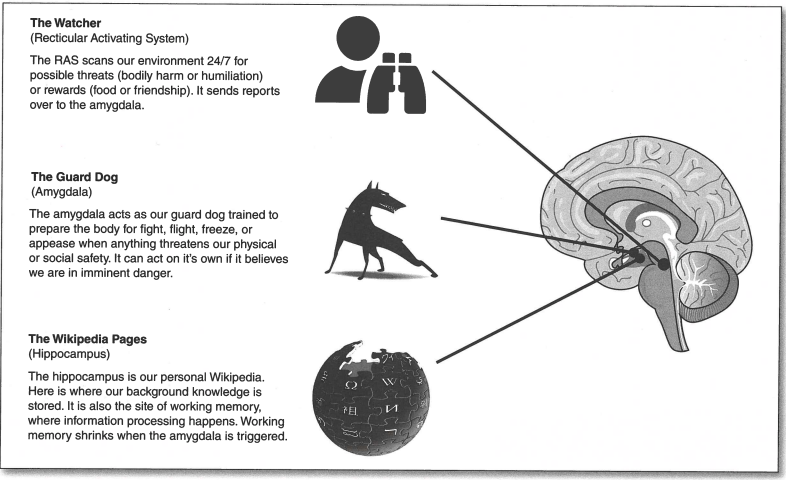 The Watcher
(Recticular Activating System)
The RAS scans our environment 24/7 for
possible threats (bodily harm or humiliation)
or rewards (food or friendship). It sends reports
over to the amygdala.
The Guard Dog
(Amygdala)
The amygdala acts as our guard dog trained to
prepare the body for fight, flight, freeze, or
appease when anything threatens our physical
or social safety. It can act on it's own if it believes
we are in imminent danger.
The Wikipedia Pages
(Hippocampus)
The hippocampus is our personal Wikipedia.
Here is where our background knowledge is
stored. It is also the site of working memory,
where information processing happens. Working
memory shrinks when the amygdala is triggered.
Ω W
И